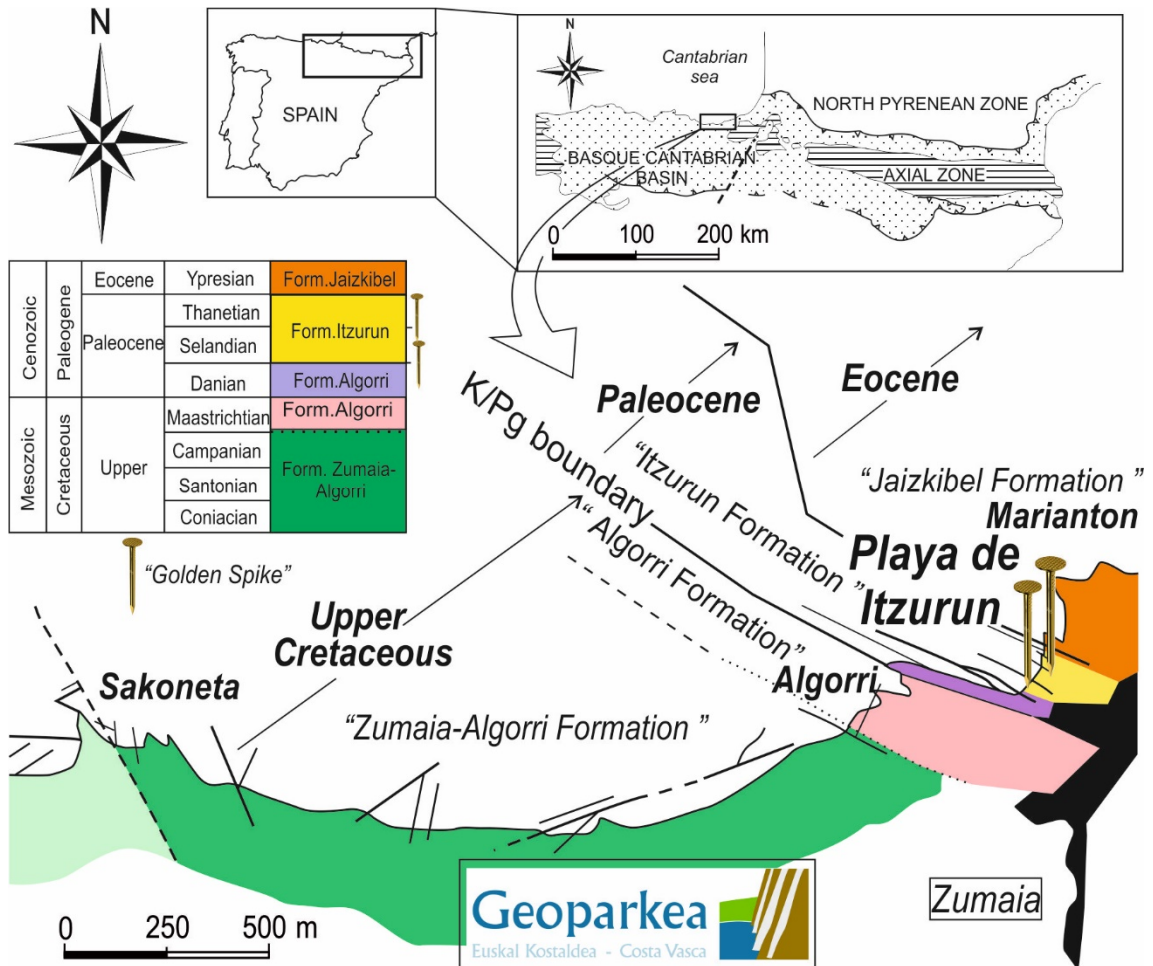 N
SPAIN
N
Cantabrian
sea
NORTH PYRENEAN ZONE
BASQUE CANTABRIAN
BASIN
AXIAL ZONE
0 100 200 km
Cenozoic
Paleogene
Eocene
Ypresian
Form.Jaizkibel
Paleocene
Thanetian
Selandian
Form.Itzurun
Danian
Form.Algorri
Mesozoic
Cretaceous
Upper
Maastrichtian
Form.Algorri
Campanian
Santonian
Coniacian
Form. Zumaia-
Algorri
"Golden Spike"
K/Pg boundary
Paleocene
Eocene
"Itzurun Formation "
"Algorri Formation"
"Jaizkibel Formation "
Marianton
Playa de
Itzurun
Upper
Cretaceous
Sakoneta
Algorri
"Zumaia-Algorri Formation "
0 250 500 m
Geoparkea
Euskal Kostaldea - Costa Vasca
Zumaia